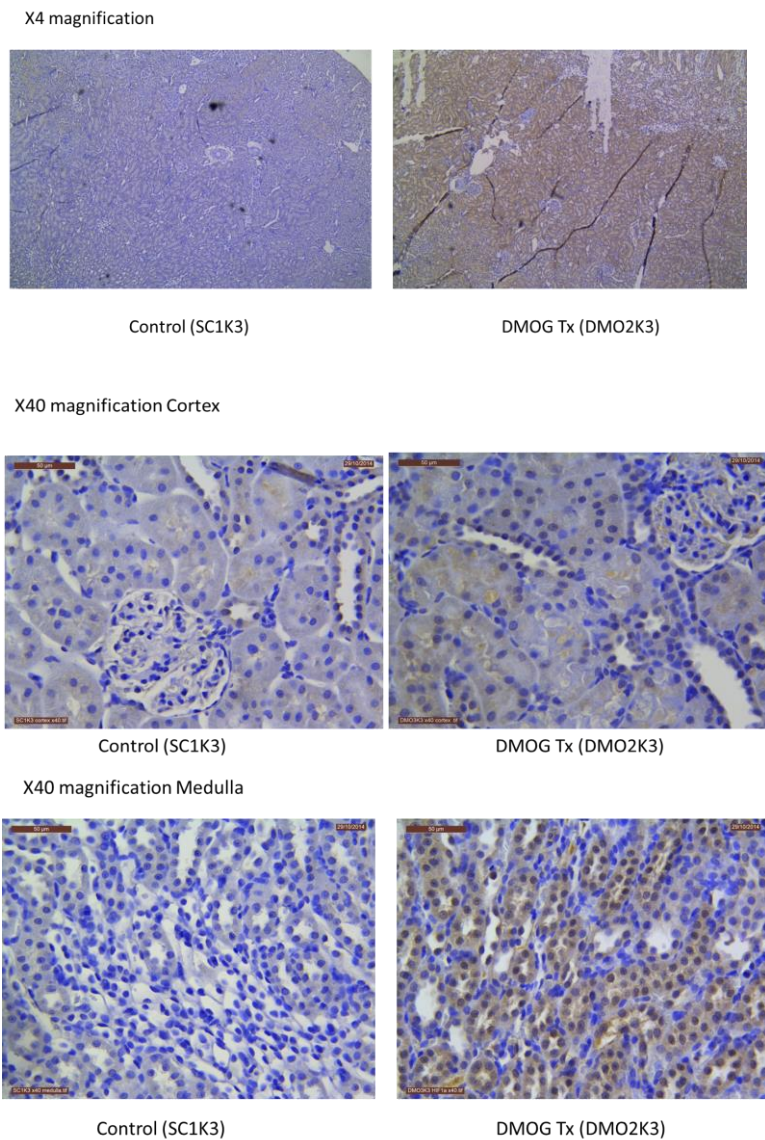 X4 magnification
Control (SC1K3)
DMOG Tx (DMO2K3)
X40 magnification Cortex
50 µm
29/10/2014
50 µm
29/10/2014
SC1K3 cortex x40.tif
DMO3K3 x40 cortex .tif
Control (SC1K3)
DMOG Tx (DMO2K3)
X40 magnification Medulla
50 µm
29/10/2014
50 µm
29/10/2014
SC1K3 x40 medulla.tif
DMO3K3 HIF 1a x40.tif
Control (SC1K3)
DMOG Tx (DMO2K3)